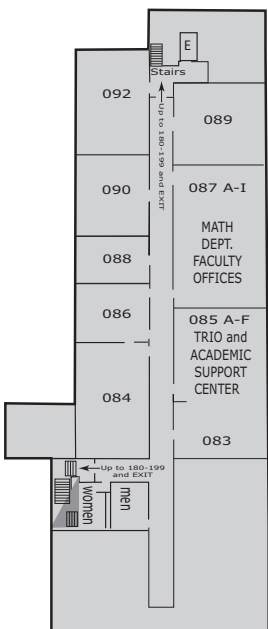 E
Stairs
092
Up to 180-199 and EXIT
089
090
087 A-I
MATH
DEPT.
FACULTY
OFFICES
088
086
085 A-F
TRIO and
ACADEMIC
SUPPORT
CENTER
084
083
Up to 180-199
and EXIT
women
men